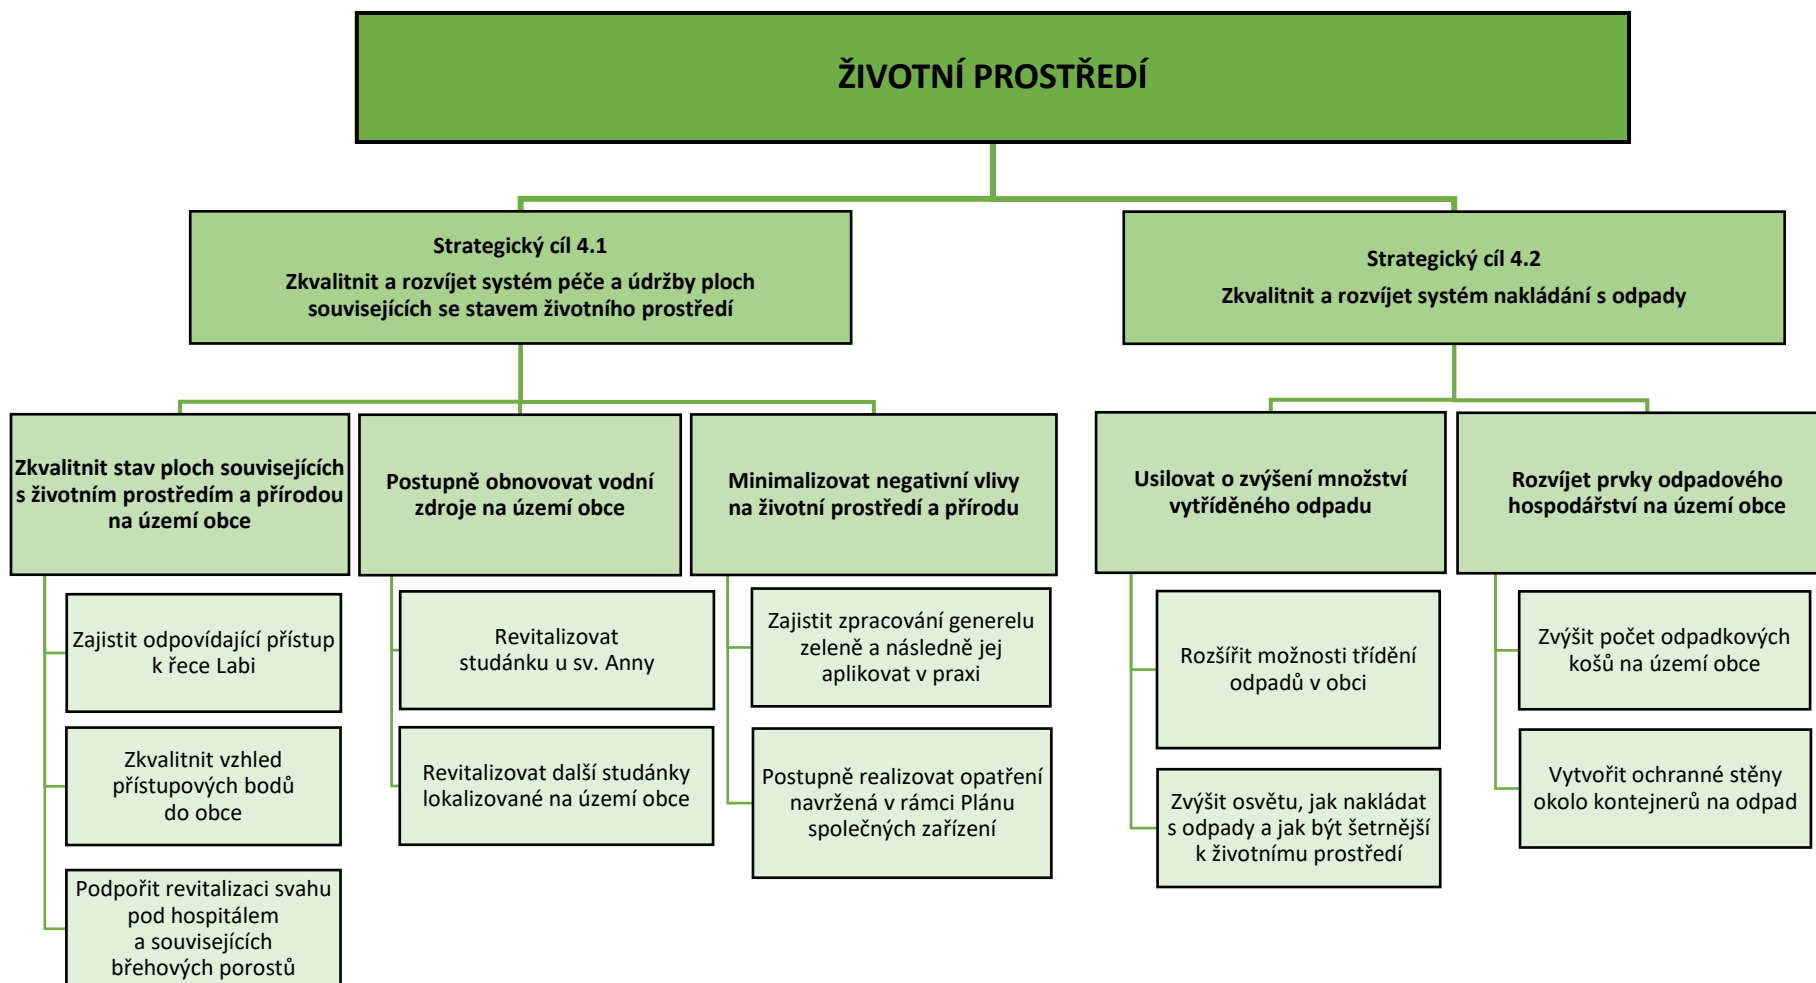 ŽIVOTNÍ PROSTŘEDÍ
Strategický cíl 4.1
Zkvalitnit a rozvíjet systém péče a údržby ploch
souvisejících se stavem životního prostředí
Strategický cíl 4.2
Zkvalitnit a rozvíjet systém nakládání s odpady
Zkvalitnit stav ploch souvisejících
s životním prostředím a přírodou
na území obce
Postupně obnovovat vodní
zdroje na území obce
Minimalizovat negativní vlivy
na životní prostředí a přírodu
Usilovat o zvýšení množství
vytříděného odpadu
Rozvíjet prvky odpadového
hospodářství na území obce
Zajistit odpovídající přístup
k řece Labi
Zkvalitnit vzhled
přístupových bodů
do obce
Podpořit revitalizaci svahu
pod hospitálem
a souvisejících
břehových porostů
Revitalizovat
studánku u sv. Anny
Revitalizovat další studánky
lokalizované na území obce
Zajistit zpracování generelu
zeleně a následně jej
aplikovat v praxi
Postupně realizovat opatření
navržená v rámci Plánu
společných zařízení
Rozšířit možnosti třídění
odpadů v obci
Zvýšit osvětu, jak nakládat
s odpady a jak být šetrnější
k životnímu prostředí
Zvýšit počet odpadkových
košů na území obce
Vytvořit ochranné stěny
okolo kontejnerů na odpad